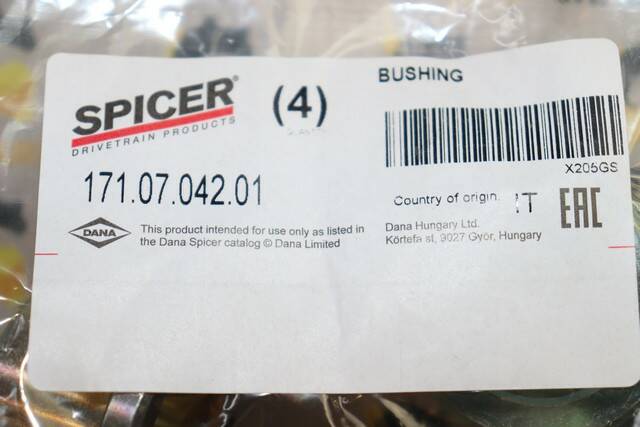 SPICER®
DRIVETRAIN PRODUCTS
(4)
BUSHING
X205GS
171.07.042.01
Country of origin: IT
EAC
DANA
This product intended for use only as listed in
the Dana Spicer catalog © Dana Limited
Dana Hungary Ltd.
Körtefa st, 9027 Győr, Hungary